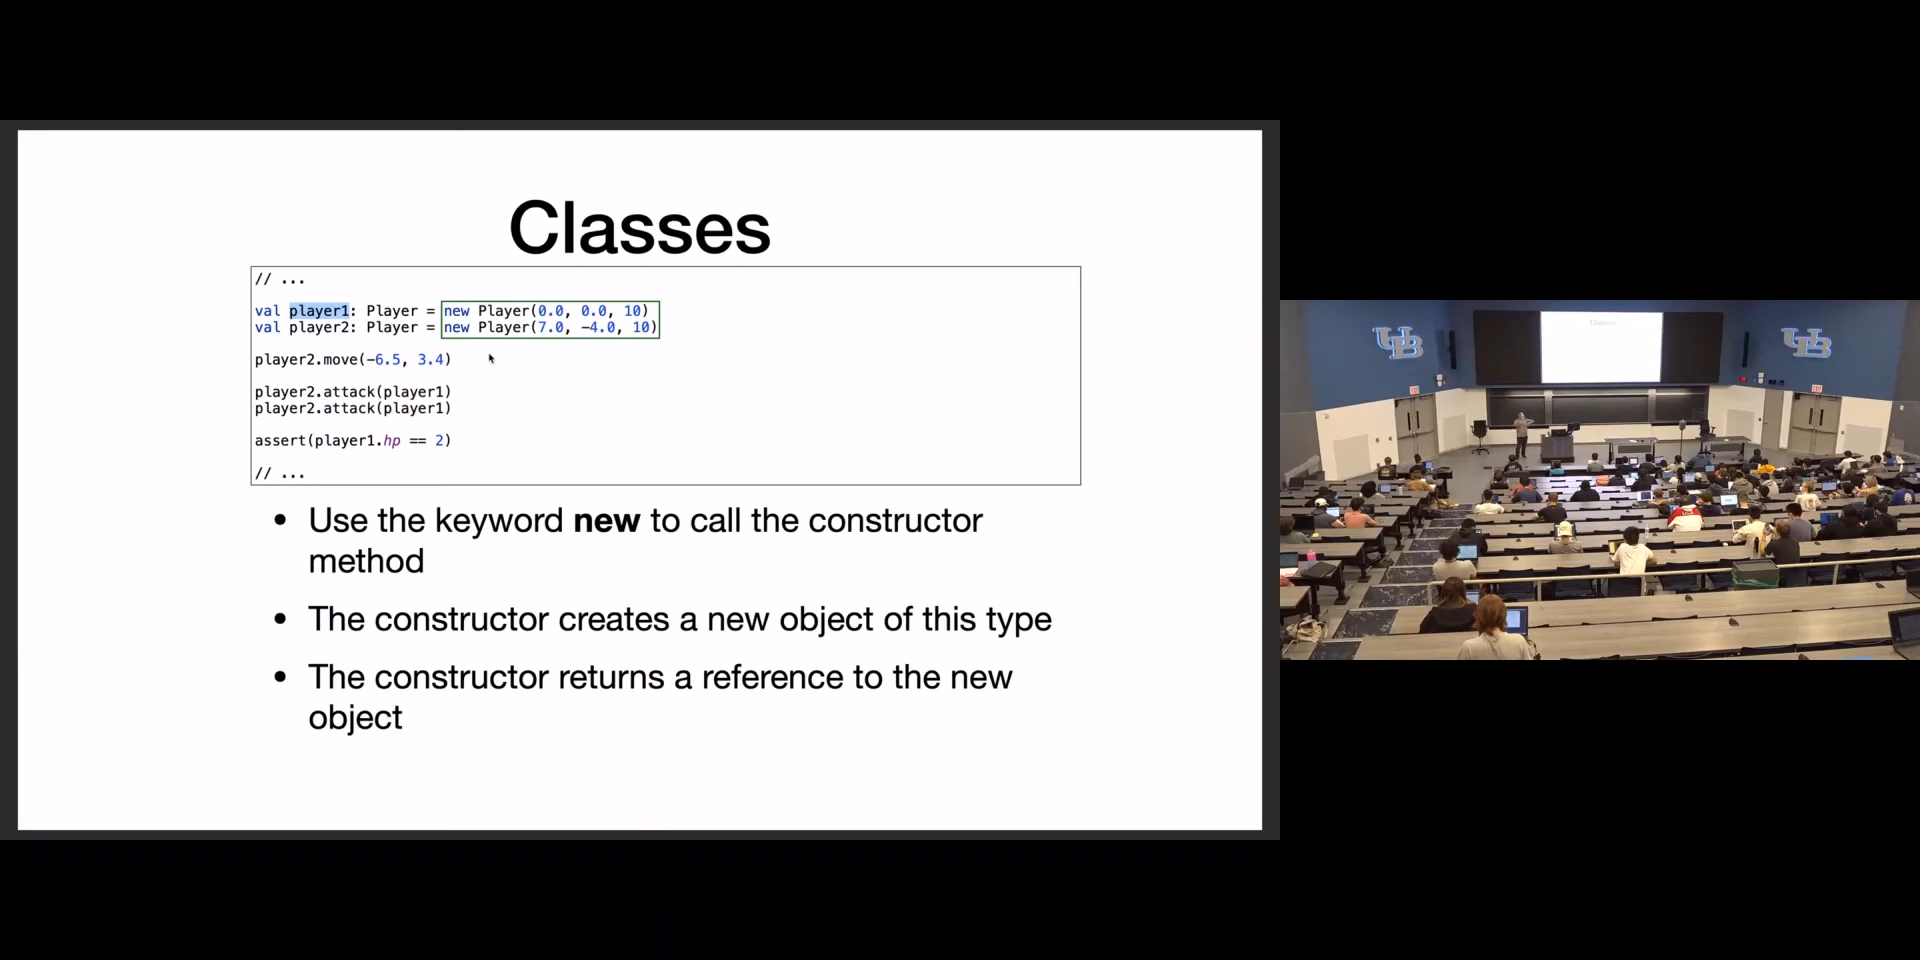 Classes
// ...
val player1: Player = new Player(0.0, 0.0, 10)
val player2: Player = new Player(7.0, -4.0, 10)
player2.move(-6.5, 3.4)
player2.attack(player1)
player2.attack(player1)
assert(player1.hp == 2)
// ...
• Use the keyword new to call the constructor
method
• The constructor creates a new object of this type
• The constructor returns a reference to the new
object
Classes
UB
UB